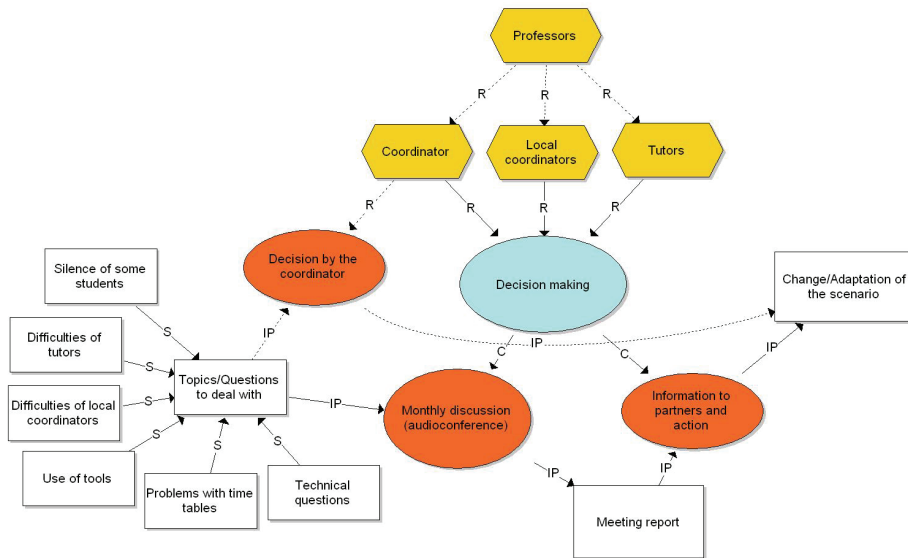 Professors
R
R
R
Coordinator
Local
coordinators
Tutors
R
R
R
R
Decision by the
coordinator
Decision making
Silence of some
students
Change/Adaptation of
the scenario
S
IP
IP
C
C
IP
Difficulties of
tutors
S
Topics/Questions
to deal with
Difficulties of local
coordinators
S
IP
Monthly discussion
(audioconference)
Information to
partners and
action
S
S
S
Use of tools
Problems with time
tables
Technical
questions
IP
IP
Meeting report